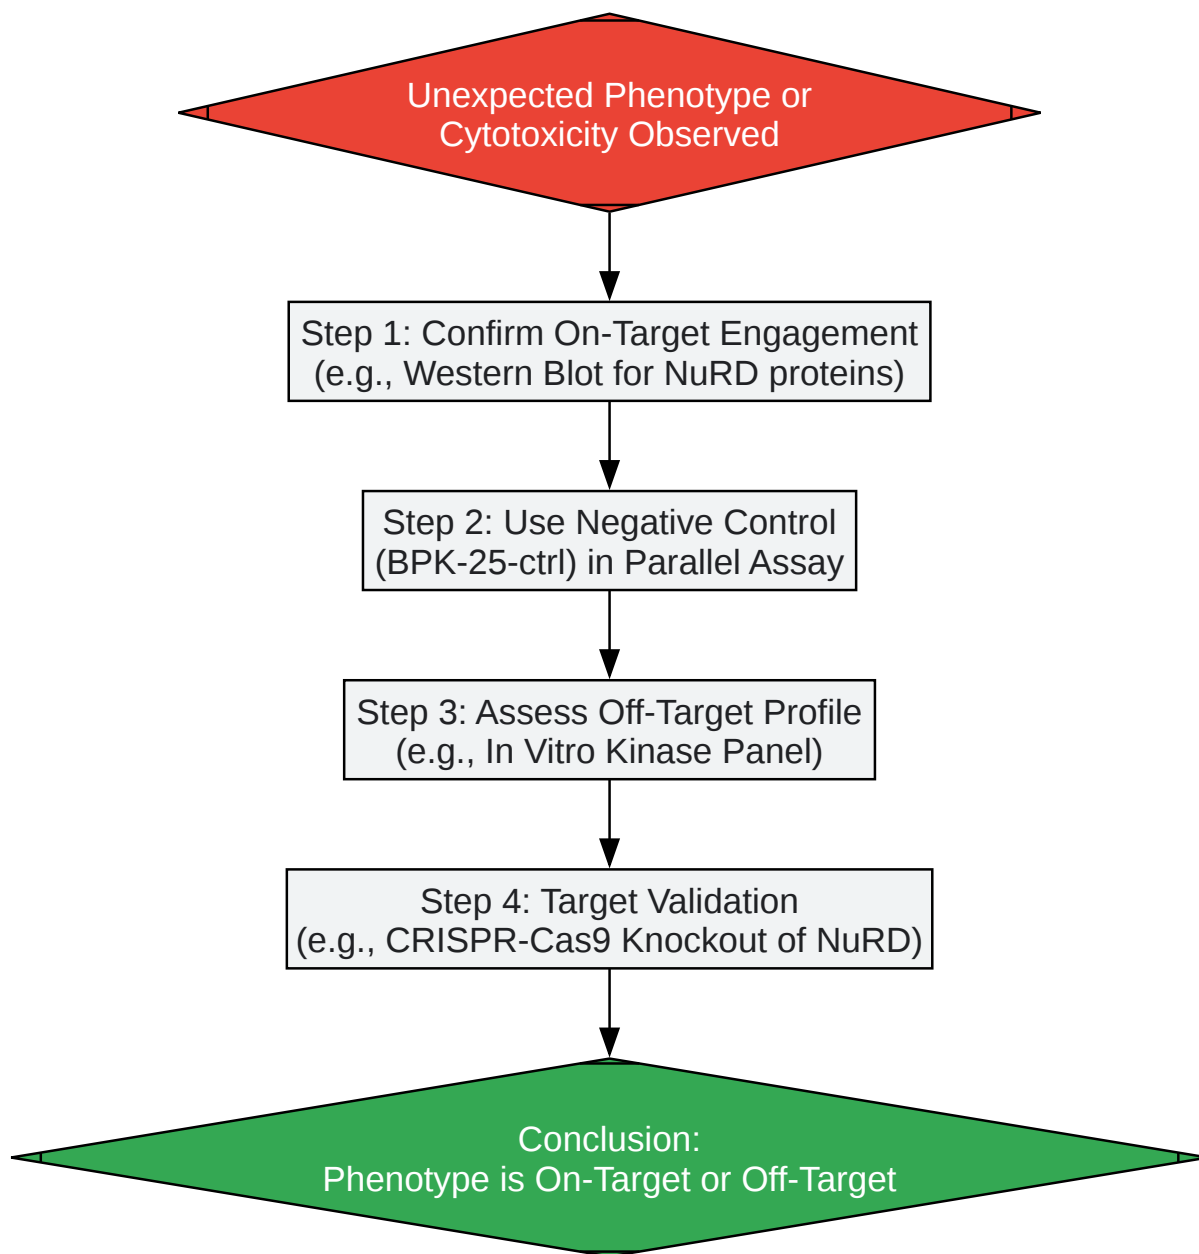 Unexpected Phenotype or
Cytotoxicity Observed
Step 1: Confirm On-Target Engagement
(e.g., Western Blot for NuRD proteins)
Step 2: Use Negative Control
(BPK-25-ctrl) in Parallel Assay
Step 3: Assess Off-Target Profile
(e.g., In Vitro Kinase Panel)
Step 4: Target Validation
(e.g., CRISPR-Cas9 Knockout of NuRD)
Conclusion:
Phenotype is On-Target or Off-Target